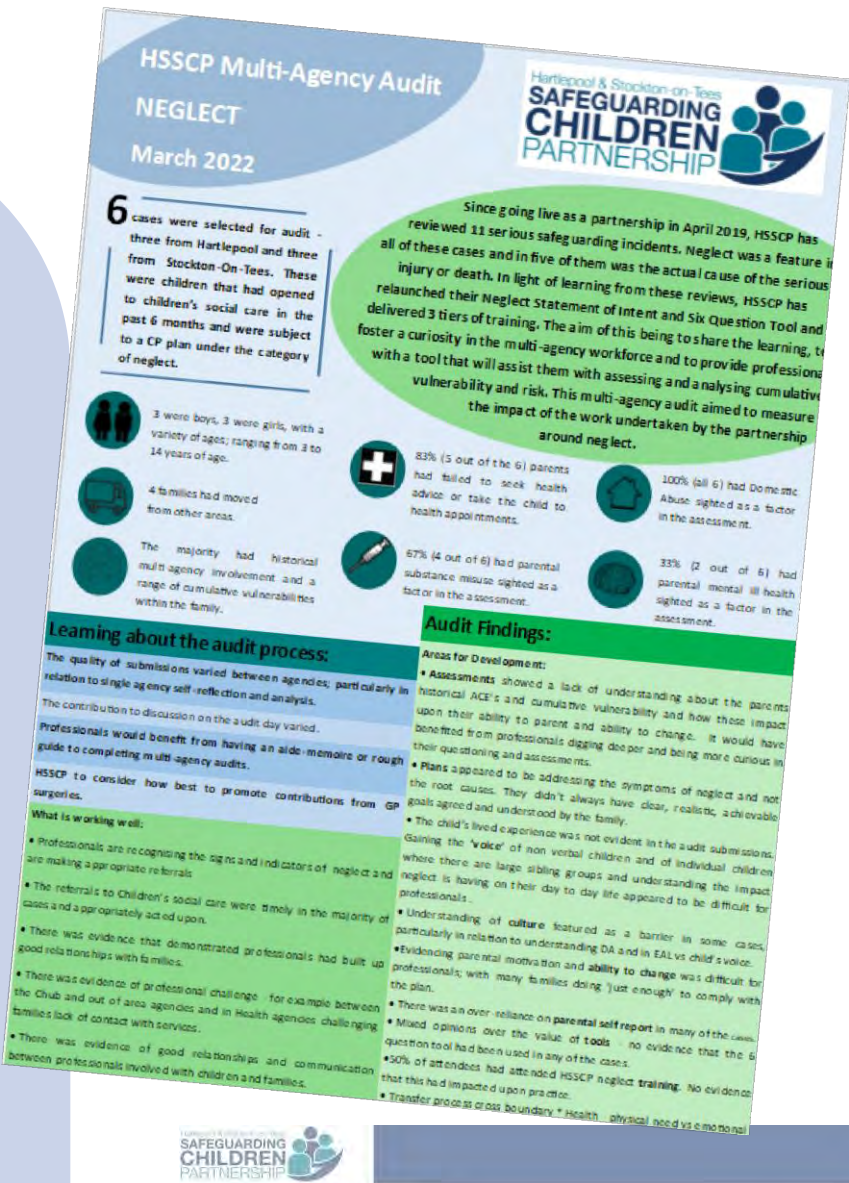 HSSCP Multi-Agency Audit
NEGLECT
March 2022
Hartlepool & Stockton-on-Tees
SAFEGUARDING
CHILDREN
PARTNERSHIP
6 cases were selected for audit -
three from Hartlepool and three
from Stockton-On-Tees. These
were children that had opened
to children's social care in the
past 6 months and were subject
to a CP plan under the category
of neglect.
Since going live as a partnership in April 2019, HSSCP has
reviewed 11 serious safeguarding incidents. Neglect was a feature in
all of these cases and in five of them was the actual cause of the serious
injury or death. In light of learning from these reviews, HSSCP has
relaunched their Neglect Statement of Intent and Six Question Tool and
delivered 3 tiers of training. The aim of this being to share the learning, t
foster a curiosity in the multi-agency workforce and to provide professiona
with a tool that will assist them with assessing and analysing cumulative
vulnerability and risk. This multi-agency audit aimed to measure
the impact of the work undertaken by the partnership
around neglect.
3 were boys, 3 were girls, with a
variety of ages; ranging from 3 to
14 years of age.
4 families had moved
from other areas.
The majority had historical
multi agency involvement and a
range of cumulative vulnerabilities
within the family.
83% (5 out of the 6) parents
had failed to seek health
advice or take the child to
health appointments.
67% (4 out of 6) had parental
substance misuse sighted as a
factor in the assessment.
100% (all 6) had Domestic
Abuse sighted as a factor
in the assessment.
33% (2 out of 6) had
parental mental ill health
sighted as a factor in the
assessment.
Learning about the audit process:
The quality of submissions varied between agencies; particularly in
relation to single agency self-reflection and analysis.
The contribution to discussion on the audit day varied.
Professionals would benefit from having an aide-memoire or rough
guide to completing multi-agency audits.
HSSCP to consider how best to promote contributions from GP
surgeries.
What is working well:
• Professionals are recognising the signs and indicators of neglect and
are making appropriate referrals
• The referrals to Children's social care were timely in the majority of
cases and appropriately acted upon.
• There was evidence that demonstrated professionals had built up
good relationships with families.
• There was evidence of professional challenge - for example between
the Chub and out of area agencies and in Health agencies challenging
families lack of contact with services.
• There was evidence of good relationships and communication
between professionals involved with children and families.
Audit Findings:
Areas for Development:
• Assessments showed a lack of understanding about the parents
historical ACE's and cumulative vulnerability and how these impact
upon their ability to parent and ability to change. It would have
benefited from professionals digging deeper and being more curious in
their questioning and assessments.
• Plans appeared to be addressing the symptoms of neglect and not
the root causes. They didn't always have clear, realistic, achievable
goals agreed and understood by the family.
• The child's lived experience was not evident in the audit submissions.
Gaining the 'voice' of non verbal children and of individual children
where there are large sibling groups and understanding the impact
neglect is having on their day to day life appeared to be difficult for
professionals.
• Understanding of culture featured as a barrier in some cases,
particularly in relation to understanding DA and in EAL vs child's voice.
•Evidencing parental motivation and ability to change was difficult for
professionals; with many families doing 'just enough' to comply with
the plan.
• There was an over-reliance on parental self report in many of the cases.
• Mixed opinions over the value of tools - no evidence that the 6
question tool had been used in any of the cases.
•50% of attendees had attended HSSCP neglect training. No evidence
that this had impacted upon practice.
• Transfer process cross boundary * Health physical need vs emotional
SAFEGUARDING
CHILDREN
PARTNERSHIP